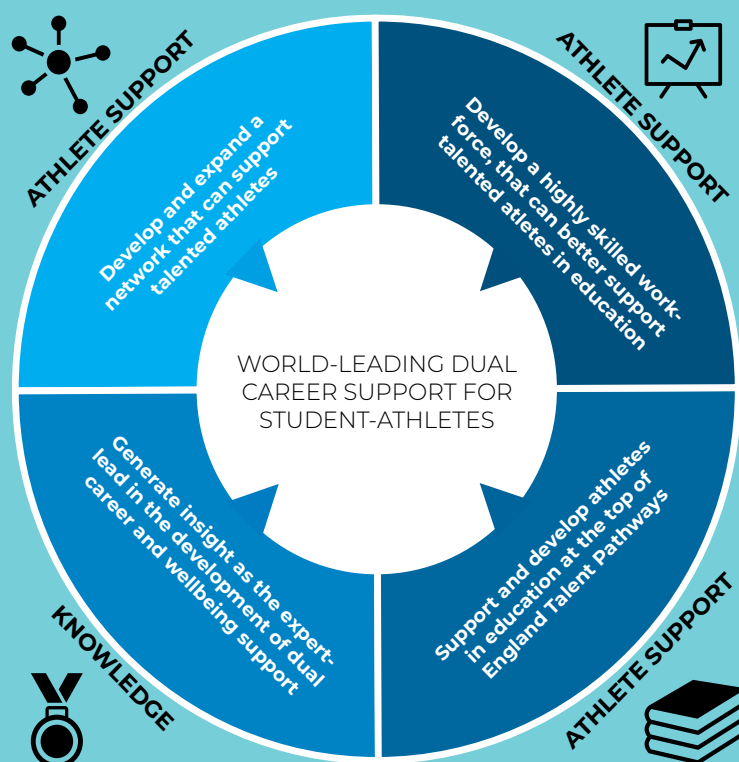 ATHLETE SUPPORT
Develop and expand a
network that can support
talented athletes
ATHLETE SUPPORT
Develop a highly skilled work-
force, that can better support
talented atletes in education
WORLD-LEADING DUAL
CAREER SUPPORT FOR
STUDENT-ATHLETES
Generate insight as the expert-
lead in the development of dual
career and wellbeing support
KNOWLEDGE
Support and develop athletes
in education at the top of
England Talent Pathways
ATHLETE SUPPORT